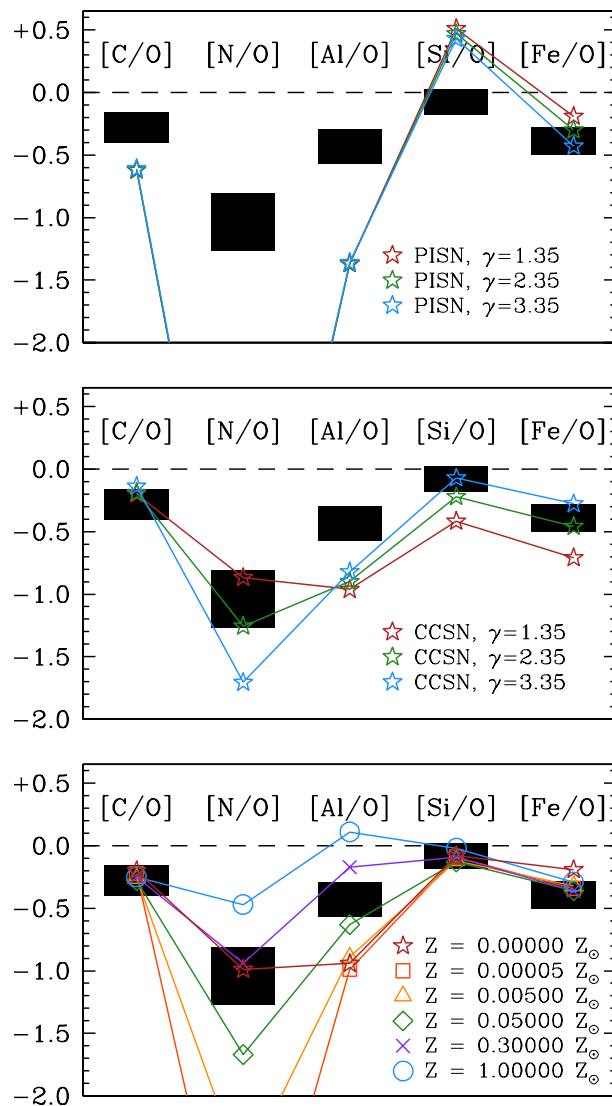 +0.5
[C/O] [N/O] [Al/O] [Si/O] [Fe/O]
0.0
-0.5
-1.0
PISN, γ=1.35
-1.5
PISN, γ=2.35
PISN, γ=3.35
-2.0
+0.5
[C/O] [N/O] [Al/O] [Si/O] [Fe/O]
0.0
-0.5
-1.0
CCSN, γ=1.35
-1.5
CCSN, γ=2.35
CCSN, γ=3.35
-2.0
+0.5
[C/O] [N/O] [Al/O] [Si/O] [Fe/O]
0.0
-0.5
Z = 0.00000 Z☉
-1.0
Z = 0.00005 Z☉
Z = 0.00500 Z☉
-1.5
Z = 0.05000 Z☉
Z = 0.30000 Z☉
Z = 1.00000 Z☉
-2.0